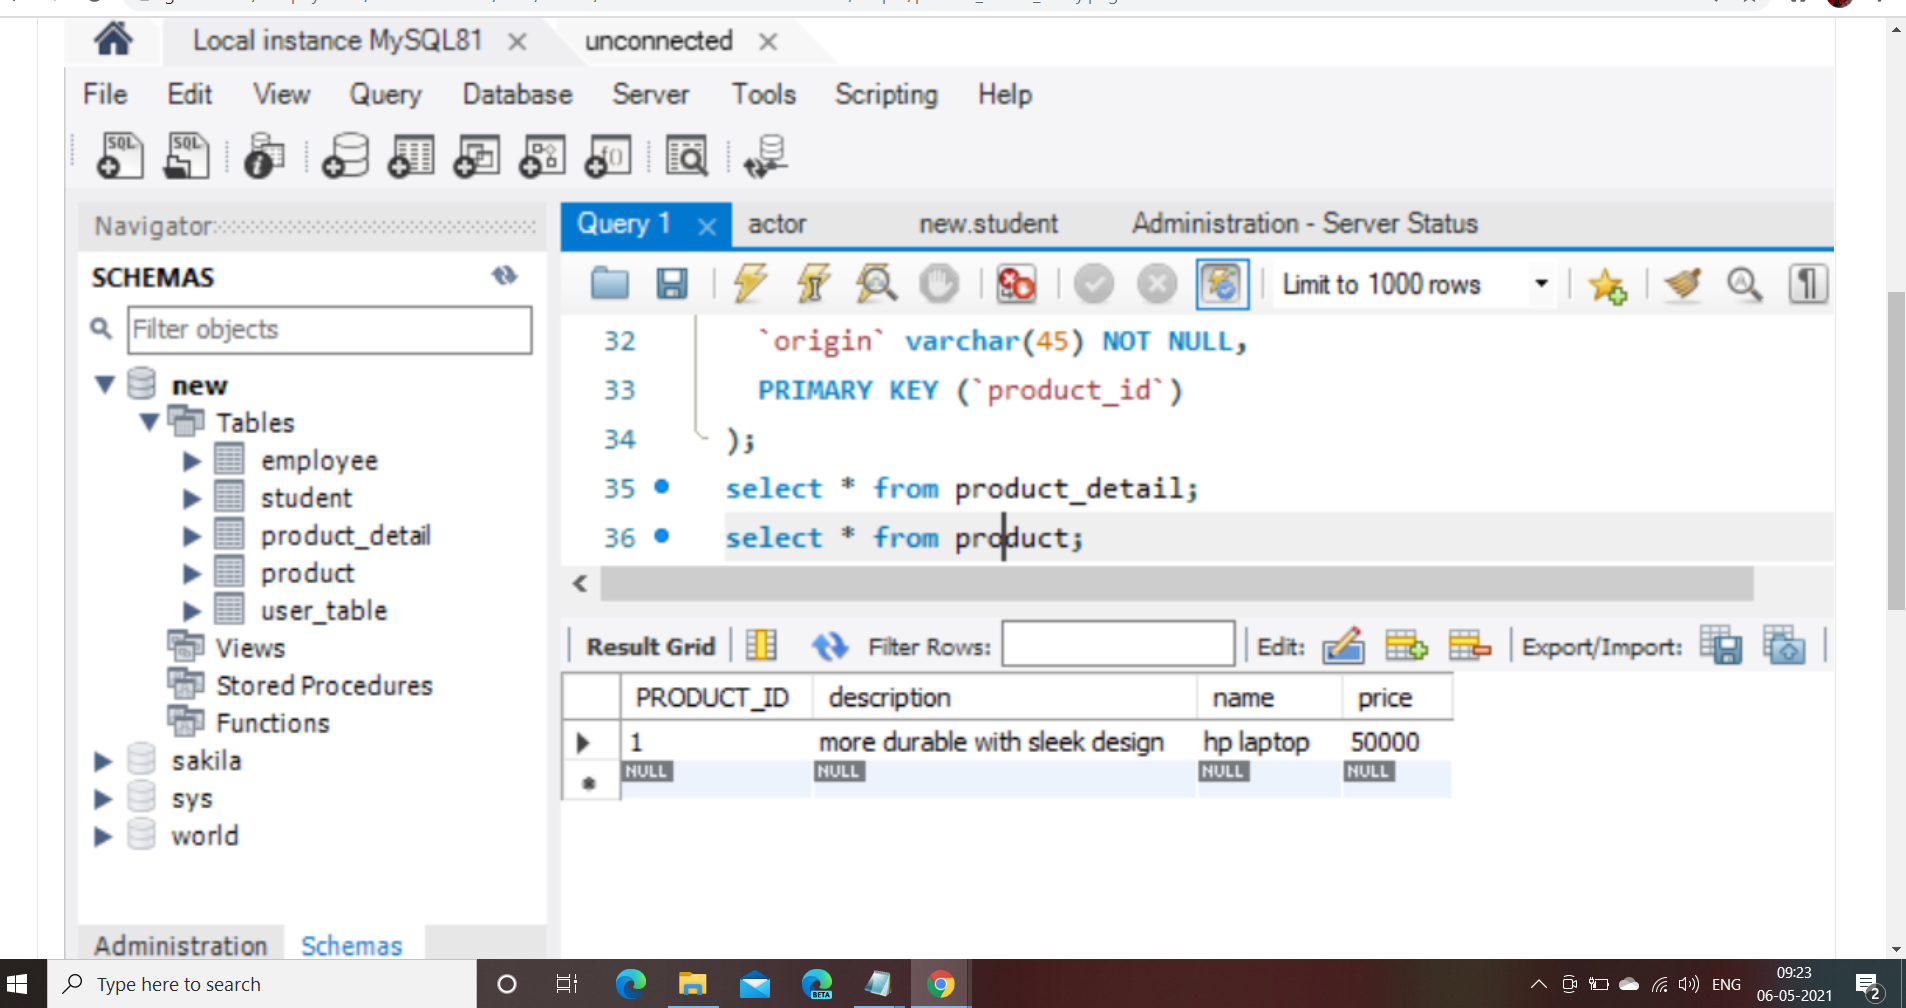 Local instance MySQL81
unconnected
File Edit View Query Database Server Tools Scripting Help
SQL SQL
Navigator
SCHEMAS
Filter objects
new
Tables
employee
student
product_detail
product
user_table
Views
Stored Procedures
Functions
sakila
sys
world
Administration Schemas
Query 1 actor new.student Administration - Server Status
Limit to 1000 rows
32 `origin` varchar(45) NOT NULL,
33 PRIMARY KEY (`product_id`)
34 );
35 select * from product_detail;
36 select * from product;
Result Grid Filter Rows: Edit: Export/Import:
PRODUCT_ID description name price
1 more durable with sleek design hp laptop 50000
NULL NULL NULL NULL
Type here to search
BETA
ENG
09:23
06-05-2021
2